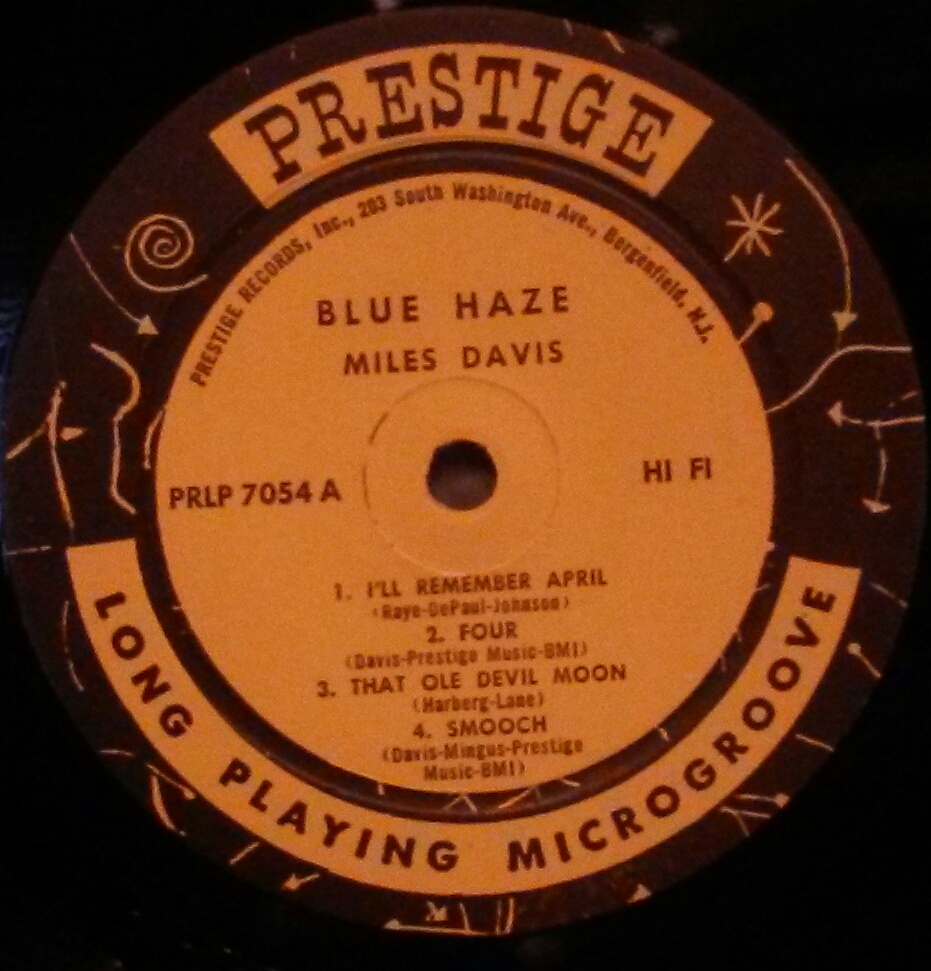 PRESTIGE
PRESTIGE RECORDS, Inc., 203 South Washington Ave., Bergenfield, N.J.
BLUE HAZE
MILES DAVIS
PRLP 7054 A
HI FI
1. I'LL REMEMBER APRIL
(Raye-DePaul-Johnson)
2. FOUR
(Davis-Prestige Music-BMI)
3. THAT OLE DEVIL MOON
(Harberg-Lane)
4. SMOOCH
(Davis-Mingus-Prestige
Music-BMI)
LONG PLAYING MICROGROOVE